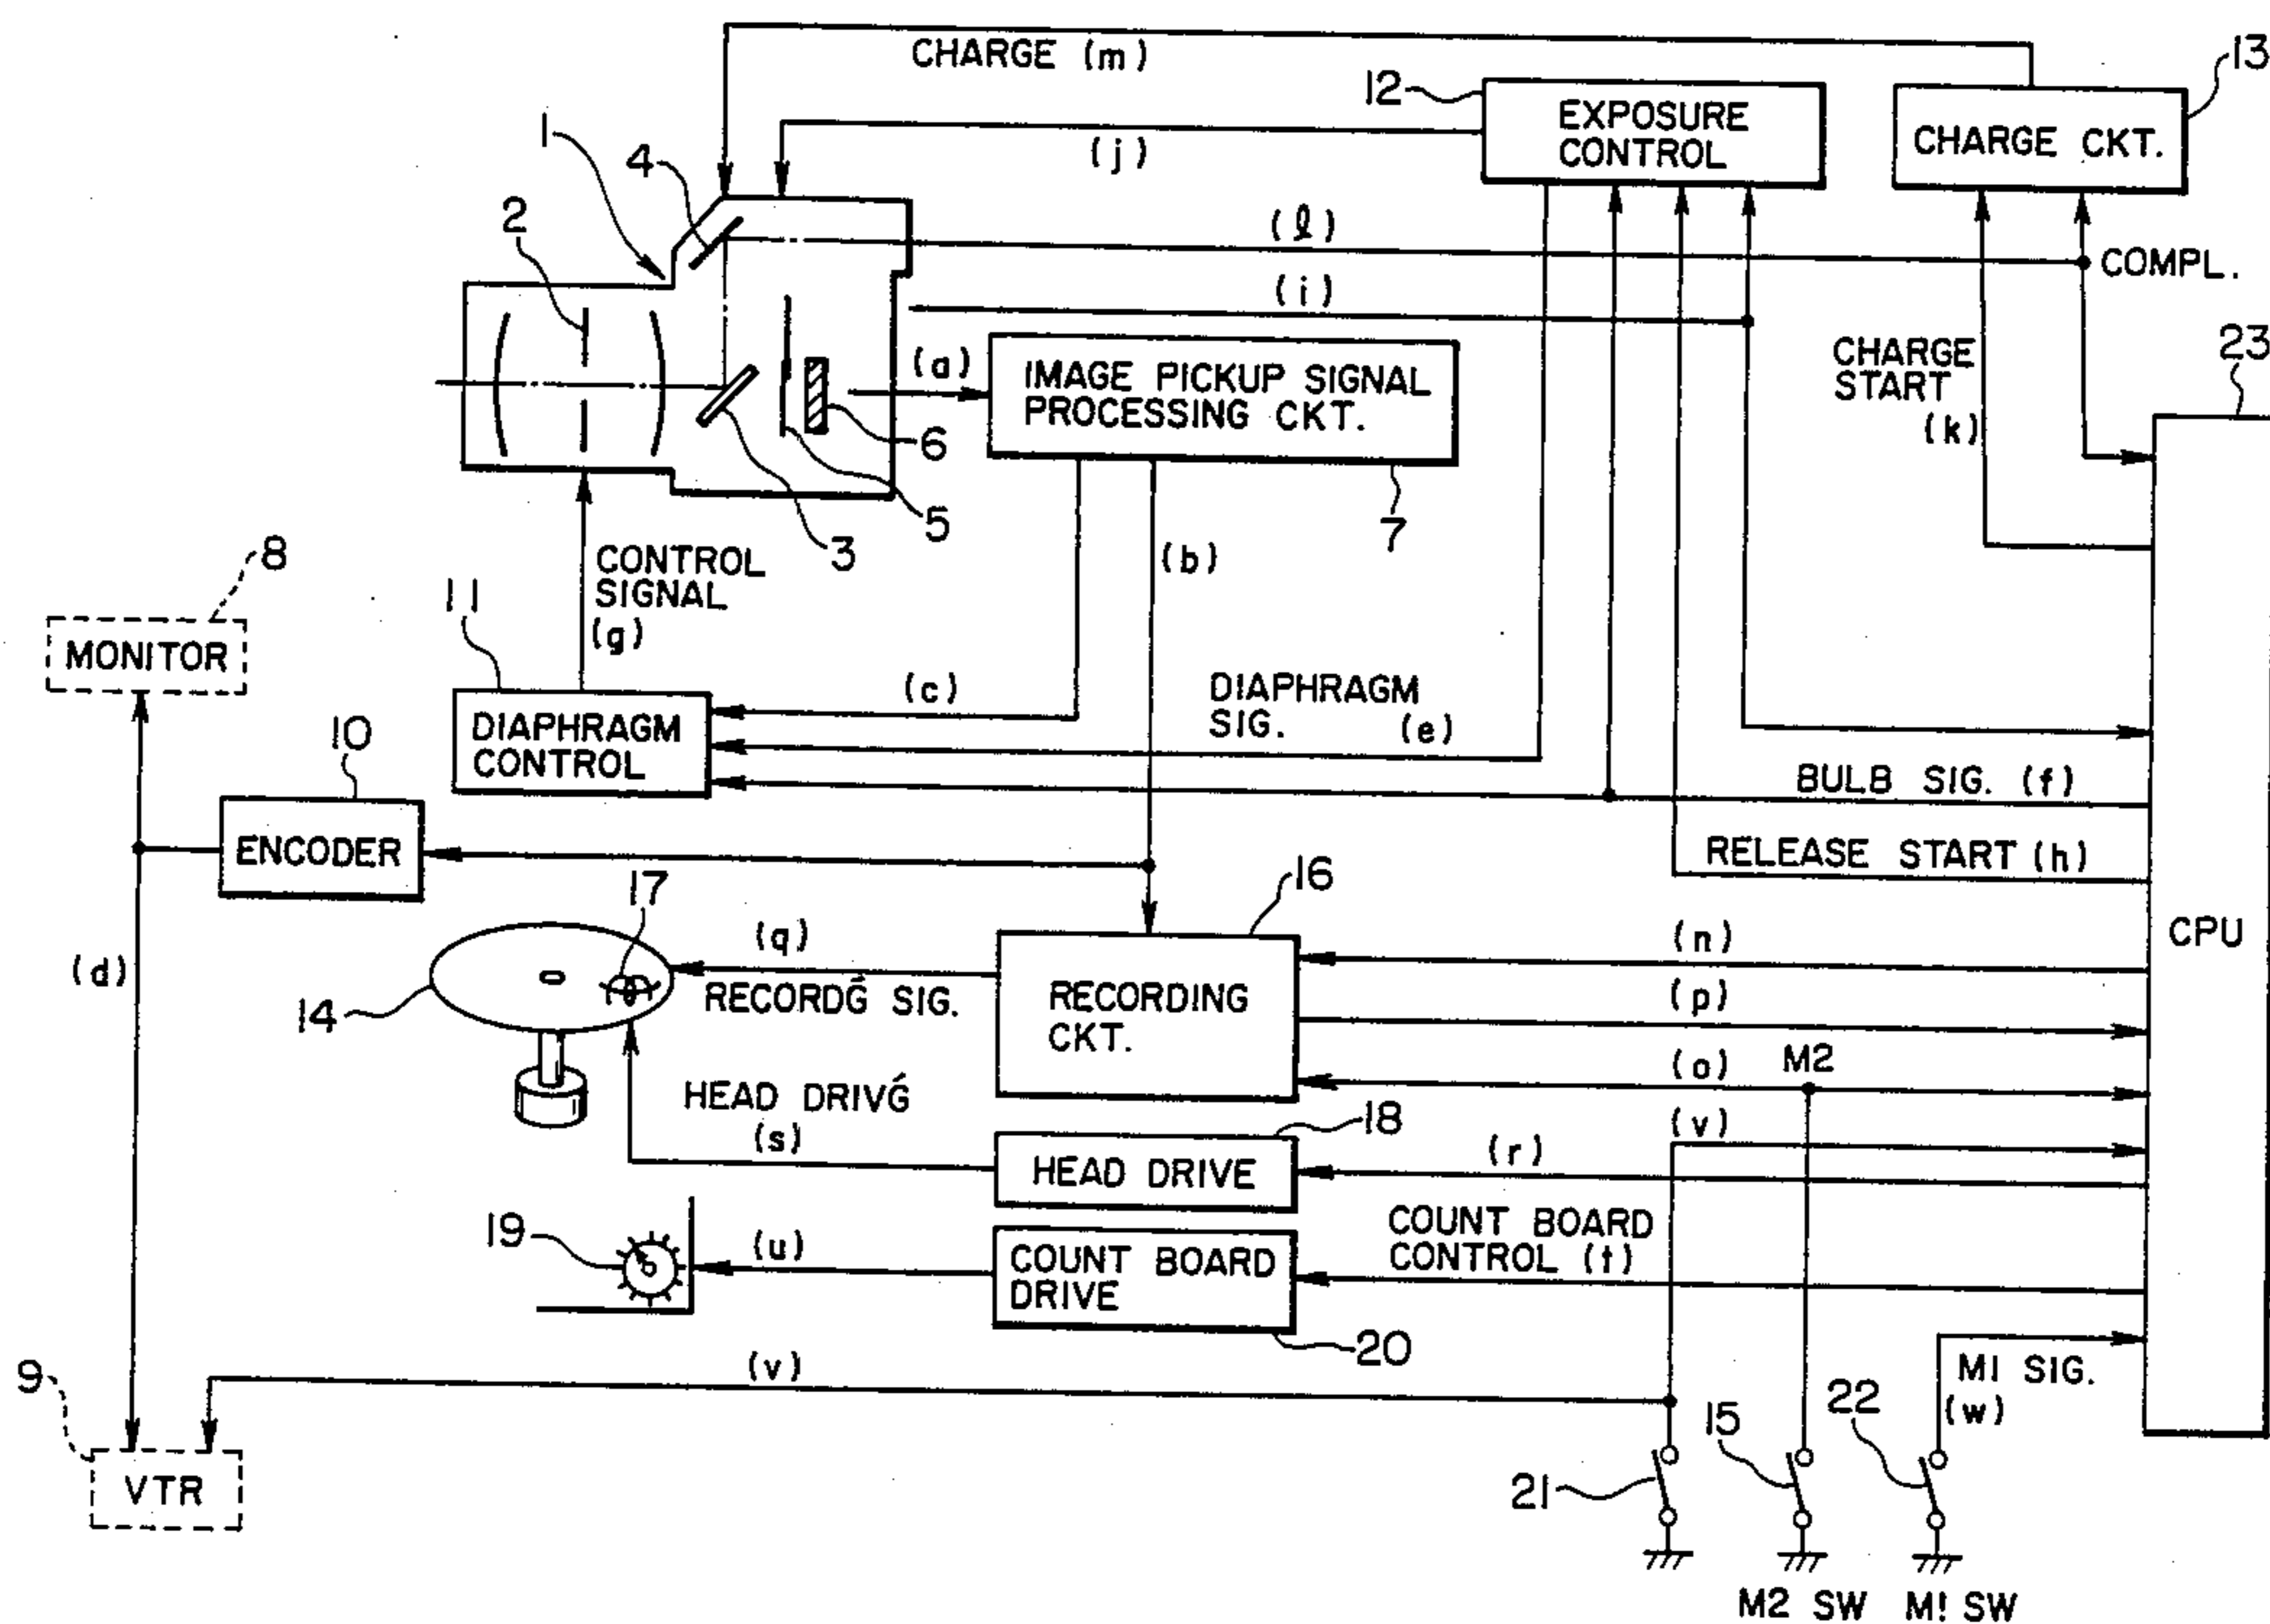 CHARGE (m)
13
12
EXPOSURE
CONTROL
CHARGE CKT.
1
4
(j)
2
(ℓ)
COMPL.
(i)
CHARGE
START
(k)
23
(a)
IMAGE PICKUP SIGNAL
PROCESSING CKT.
6
5
3
7
8
CONTROL
SIGNAL
(g)
(b)
11
MONITOR
(c)
DIAPHRAGM
SIG.
(e)
DIAPHRAGM
CONTROL
10
BULB SIG. (f)
ENCODER
RELEASE START (h)
17
16
(d)
(q)
(n)
CPU
14
RECORDǴ SIG.
RECORDING
CKT.
(p)
(o)
M2
HEAD DRIVǴ
(s)
18
(v)
HEAD DRIVE
(r)
19
(u)
COUNT BOARD
DRIVE
COUNT BOARD
CONTROL (t)
20
(v)
M1 SIG.
(w)
9
VTR
21
15
22
M2 SW
M! SW